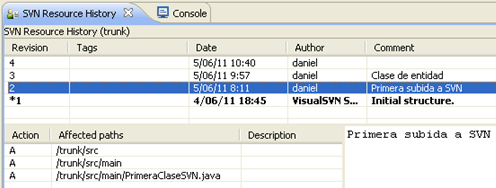 SVN Resource History Console
SVN Resource History (trunk)
Revision Tags Date Author Comment
4 5/06/11 10:40 daniel
3 5/06/11 9:57 daniel Clase de entidad
2 5/06/11 8:11 daniel Primera subida a SVN
*1 4/06/11 18:45 VisualSVN S... Initial structure.
Action Affected paths Description
A /trunk/src
A /trunk/src/main
A /trunk/src/main/PrimeraClaseSVN.java
Primera subida a SVN